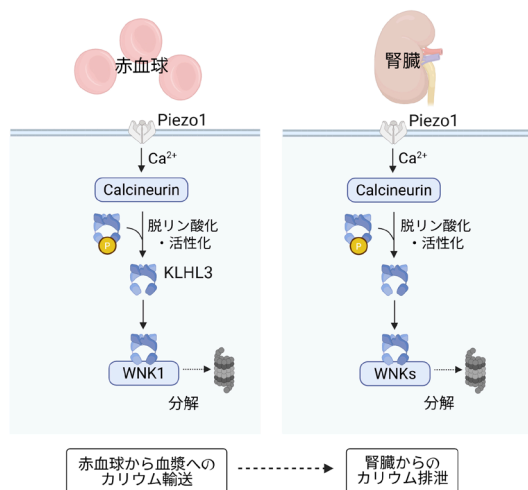 赤血球
Piezo1
Ca²⁺
Calcineurin
P
脱リン酸化
・活性化
KLHL3
WNK1
分解
赤血球から血漿への
カリウム輸送
腎臓
Piezo1
Ca²⁺
Calcineurin
P
脱リン酸化
・活性化
WNKs
分解
腎臓からの
カリウム排泄